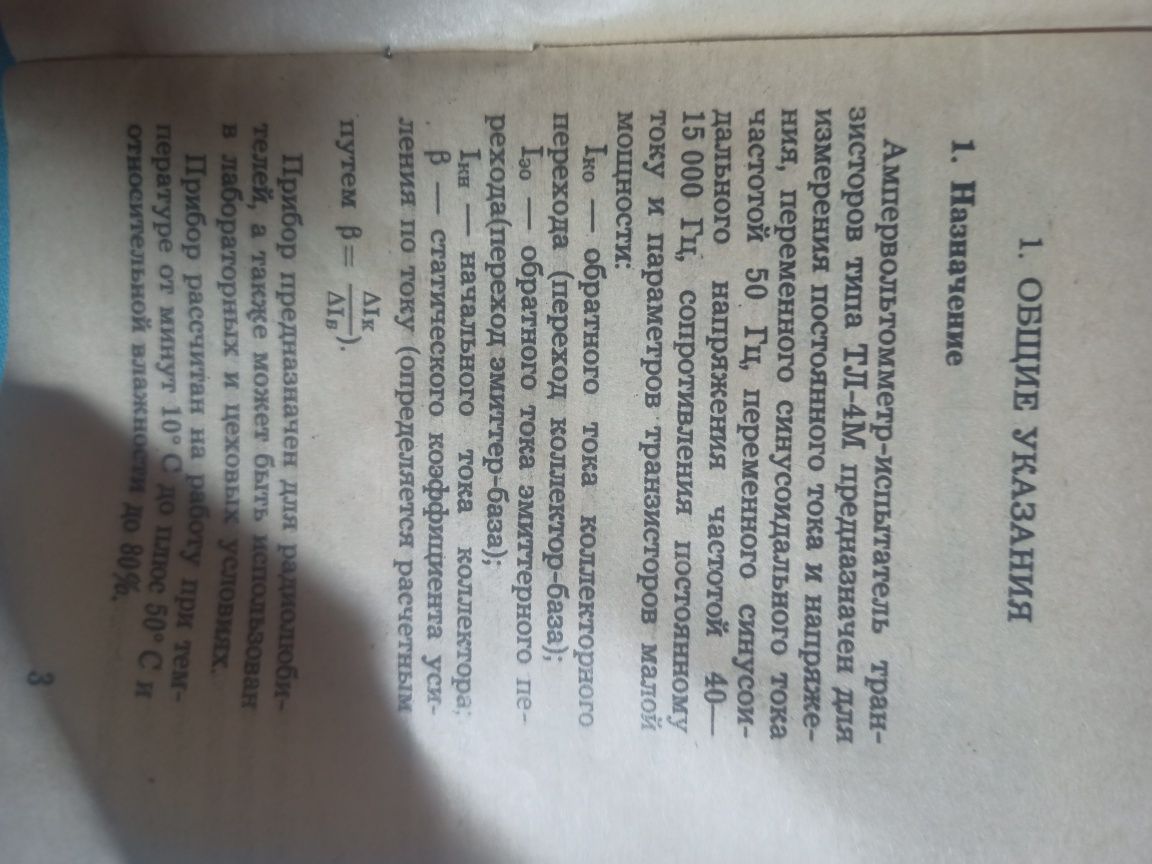 1. ОБЩИЕ УКАЗАНИЯ
1. Назначение
Ампервольтомметр-испытатель тран-
зисторов типа ТЛ-4М предназначен для
измерения постоянного тока и напряже-
ния, переменного синусоидального тока
частотой 50 Гц, переменного синусои-
дального напряжения частотой 40—
15 000 Гц, сопротивления постоянному
току и параметров транзисторов малой
мощности:
Iко — обратного тока коллекторного
перехода (переход коллектор-база);
Iэо — обратного тока эмиттерного пе-
рехода(переход эмиттер-база);
Iкн — начального тока коллектора;
β — статического коэффициента уси-
ления по току (определяется расчетным
путем β= ΔIк/ΔIв).
Прибор предназначен для радиолюби-
телей, а также может быть использован
в лабораторных и цеховых условиях.
Прибор рассчитан на работу при тем-
пературе от минут 10° С до плюс 50° С и
относительной влажности до 80%.
3